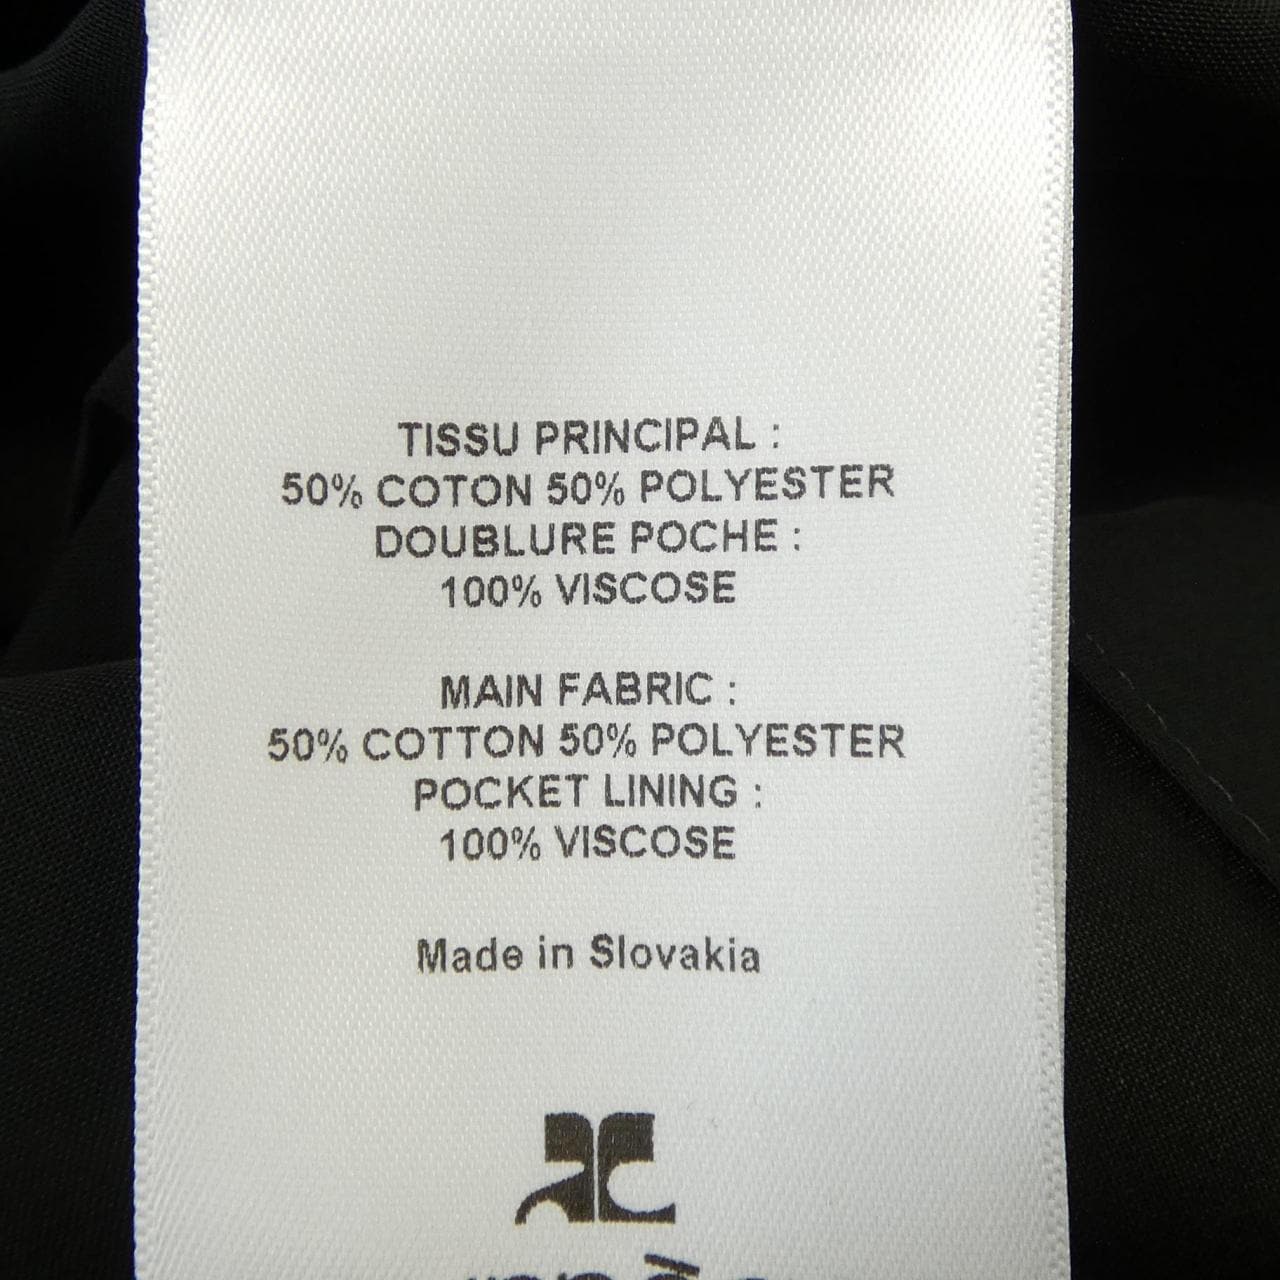 TISSU PRINCIPAL :
50% COTON 50% POLYESTER
DOUBLURE POCHE :
100% VISCOSE
MAIN FABRIC :
50% COTTON 50% POLYESTER
POCKET LINING :
100% VISCOSE
Made in Slovakia